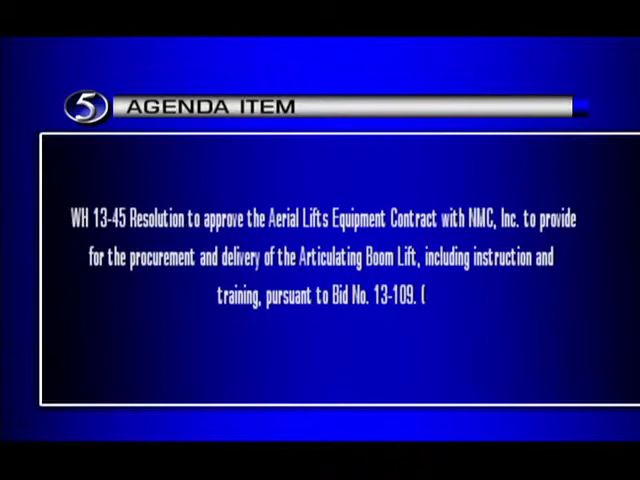 5 AGENDA ITEM
WH 13-45 Resolution to approve the Aerial Lifts Equipment Contract with NMC, Inc. to provide
for the procurement and delivery of the Articulating Boom Lift, including instruction and
training, pursuant to Bid No. 13-109. (